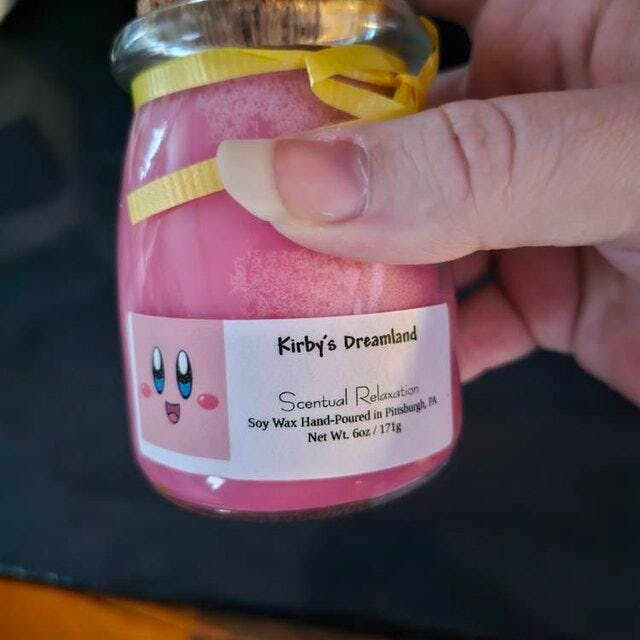 Kirby's Dreamland
Scentual Relaxation
Soy Wax Hand-Poured in Pittsburgh, PA
Net Wt. 6oz / 171g